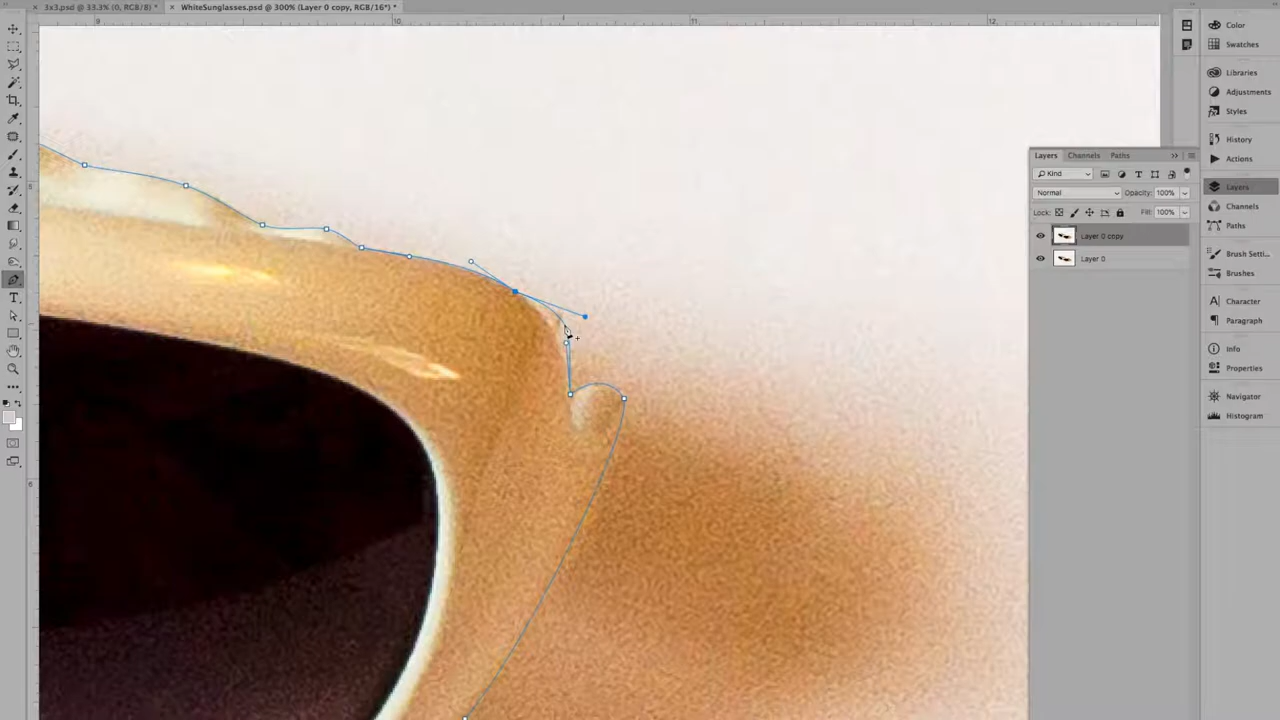 3x3.psd @ 33.3% (0, RGB/8) *
WhiteSunglasses.psd @ 300% (Layer 0 copy, RGB/16*) *
9
10
11
12
Color
Swatches
Libraries
Adjustments
Styles
History
Actions
Layers
Channels
Paths
Brush Setti...
Brushes
Character
Paragraph
Info
Properties
Navigator
Histogram
Layers Channels Paths
Kind
Normal Opacity: 100%
Lock: Fill: 100%
Layer 0 copy
Layer 0